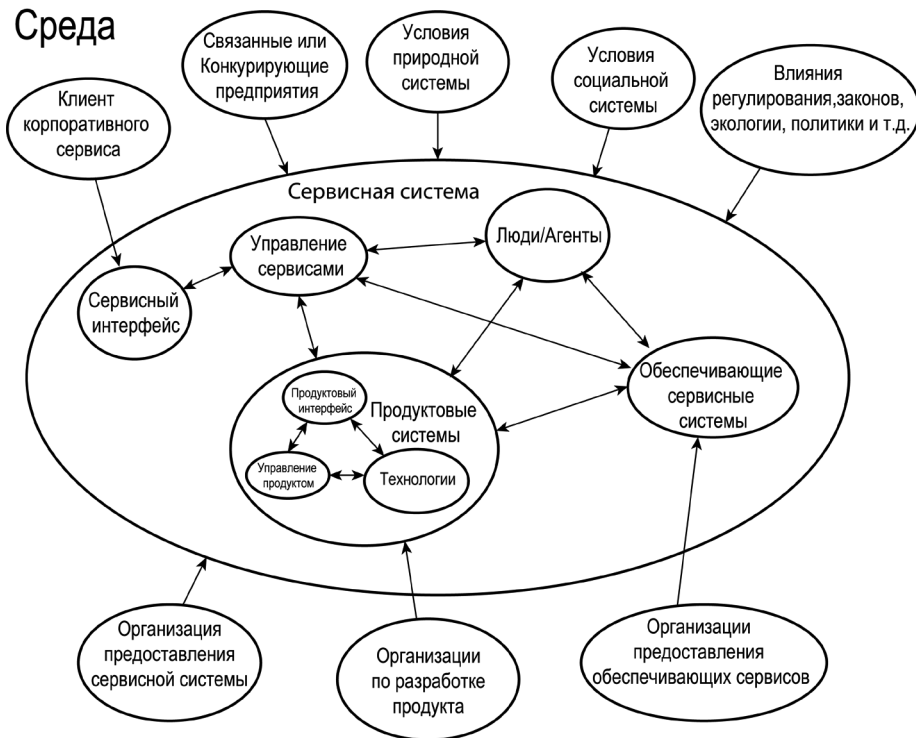 Среда
Связанные или
Конкурирующие
предприятия
Условия
природной
системы
Условия
социальной
системы
Влияния
регулирования,законов,
экологии, политики и т.д.
Клиент
корпоративного
сервиса
Сервисная система
Управление
сервисами
Люди/Агенты
Сервисный
интерфейс
Обеспечивающие
сервисные
системы
Продуктовый
интерфейс
Продуктовые
системы
Управление
продуктом
Технологии
Организация
предоставления
сервисной системы
Организации
по разработке
продукта
Организации
предоставления
обеспечивающих сервисов